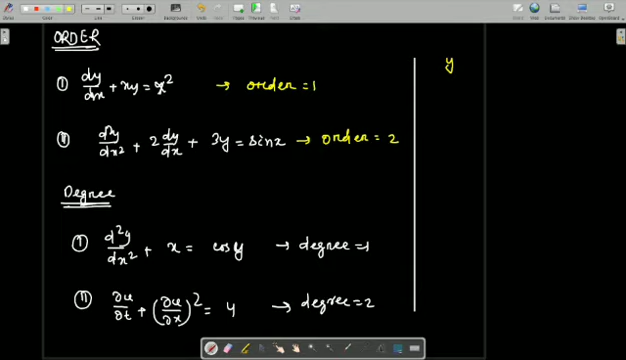 ORDER
① dy/dx + xy = x² → order = 1
② d²y/dx² + 2 dy/dx + 3y = sinx → order = 2
Degree
① d²y/dx² + x = cosy → degree = 1
② ∂u/∂t + (∂u/∂x)² = 4 → degree = 2
y